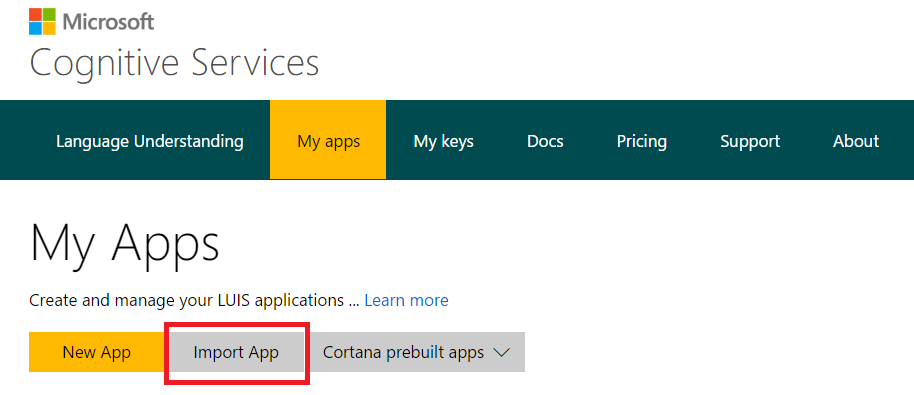 Microsoft
Cognitive Services
Language Understanding My apps My keys Docs Pricing Support About
My Apps
Create and manage your LUIS applications ... Learn more
New App Import App Cortana prebuilt apps